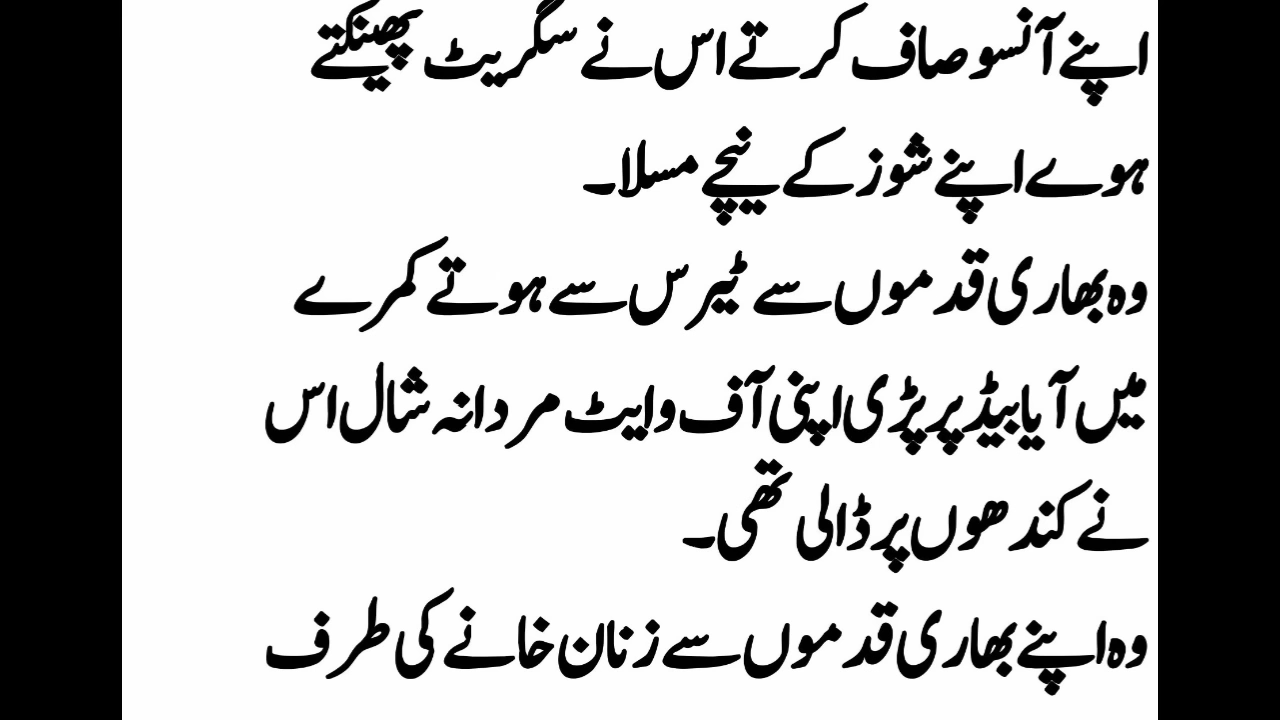 اپنے آنسو صاف کرتے اس نے سگریٹ پھینکتے
ہوے اپنے شوز کے نیچے مسلا۔
وہ بھاری قدموں سے ٹیرس سے ہوتے کمرے
میں آیا بیڈ پر پڑی اپنی آف وایٹ مردانہ شال اس
نے کندھوں پر ڈالی تھی۔
وہ اپنے بھاری قدموں سے زنان خانے کی طرف